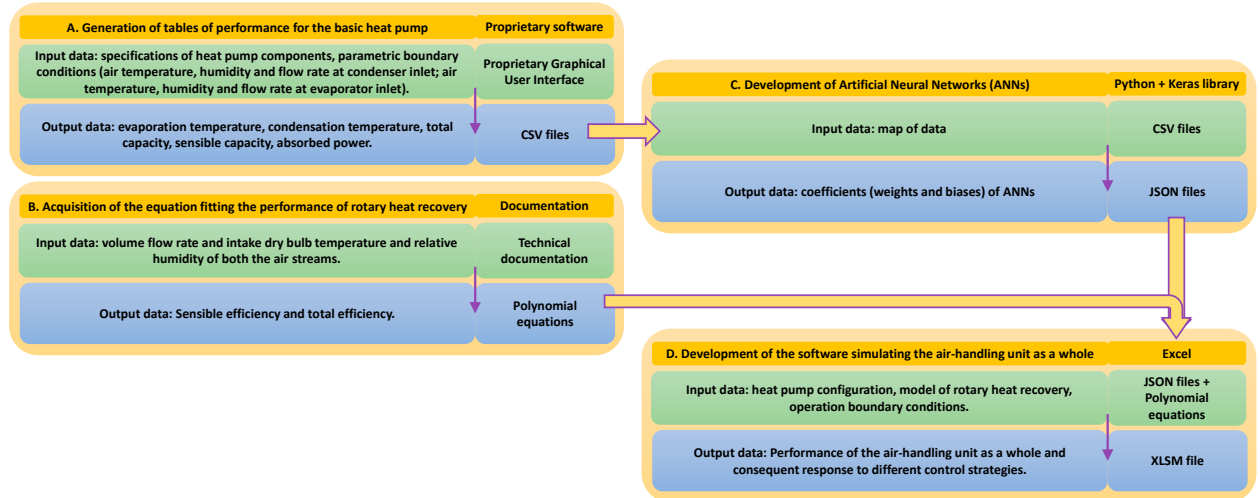 A. Generation of tables of performance for the basic heat pump
Proprietary software
Input data: specifications of heat pump components, parametric boundary
conditions (air temperature, humidity and flow rate at condenser inlet; air
temperature, humidity and flow rate at evaporator inlet).
Proprietary Graphical
User Interface
Output data: evaporation temperature, condensation temperature, total
capacity, sensible capacity, absorbed power.
CSV files
B. Acquisition of the equation fitting the performance of rotary heat recovery
Documentation
Input data: volume flow rate and intake dry bulb temperature and relative
humidity of both the air streams.
Technical
documentation
Output data: Sensible efficiency and total efficiency.
Polynomial
equations
C. Development of Artificial Neural Networks (ANNs)
Python + Keras library
Input data: map of data
CSV files
Output data: coefficients (weights and biases) of ANNs
JSON files
D. Development of the software simulating the air-handling unit as a whole
Excel
Input data: heat pump configuration, model of rotary heat recovery,
operation boundary conditions.
JSON files +
Polynomial
equations
Output data: Performance of the air-handling unit as a whole and
consequent response to different control strategies.
XLSM file